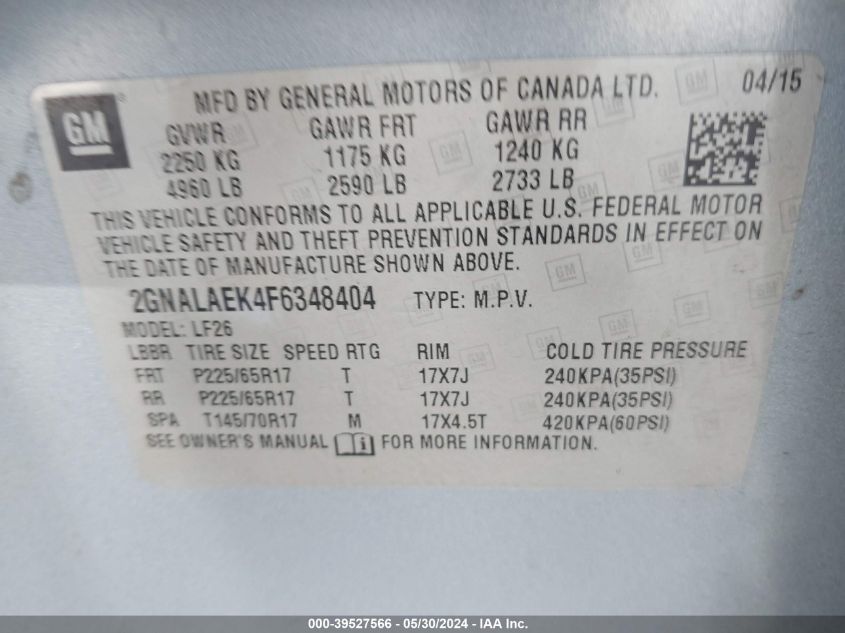 MFD BY GENERAL MOTORS OF CANADA LTD. 04/15
GM
GVWR GAWR FRT GAWR RR
2250 KG 1175 KG 1240 KG
4960 LB 2590 LB 2733 LB
THIS VEHICLE CONFORMS TO ALL APPLICABLE U.S. FEDERAL MOTOR
VEHICLE SAFETY AND THEFT PREVENTION STANDARDS IN EFFECT ON
THE DATE OF MANUFACTURE SHOWN ABOVE.
2GNALAEK4F6348404 TYPE: M.P.V.
MODEL: LF26
LBBR TIRE SIZE SPEED RTG RIM COLD TIRE PRESSURE
FRT P225/65R17 T 17X7J 240KPA(35PSI)
RR P225/65R17 T 17X7J 240KPA(35PSI)
SPA T145/70R17 M 17X4.5T 420KPA(60PSI)
SEE OWNER'S MANUAL FOR MORE INFORMATION.
000-39527566 - 05/30/2024 - IAA Inc.